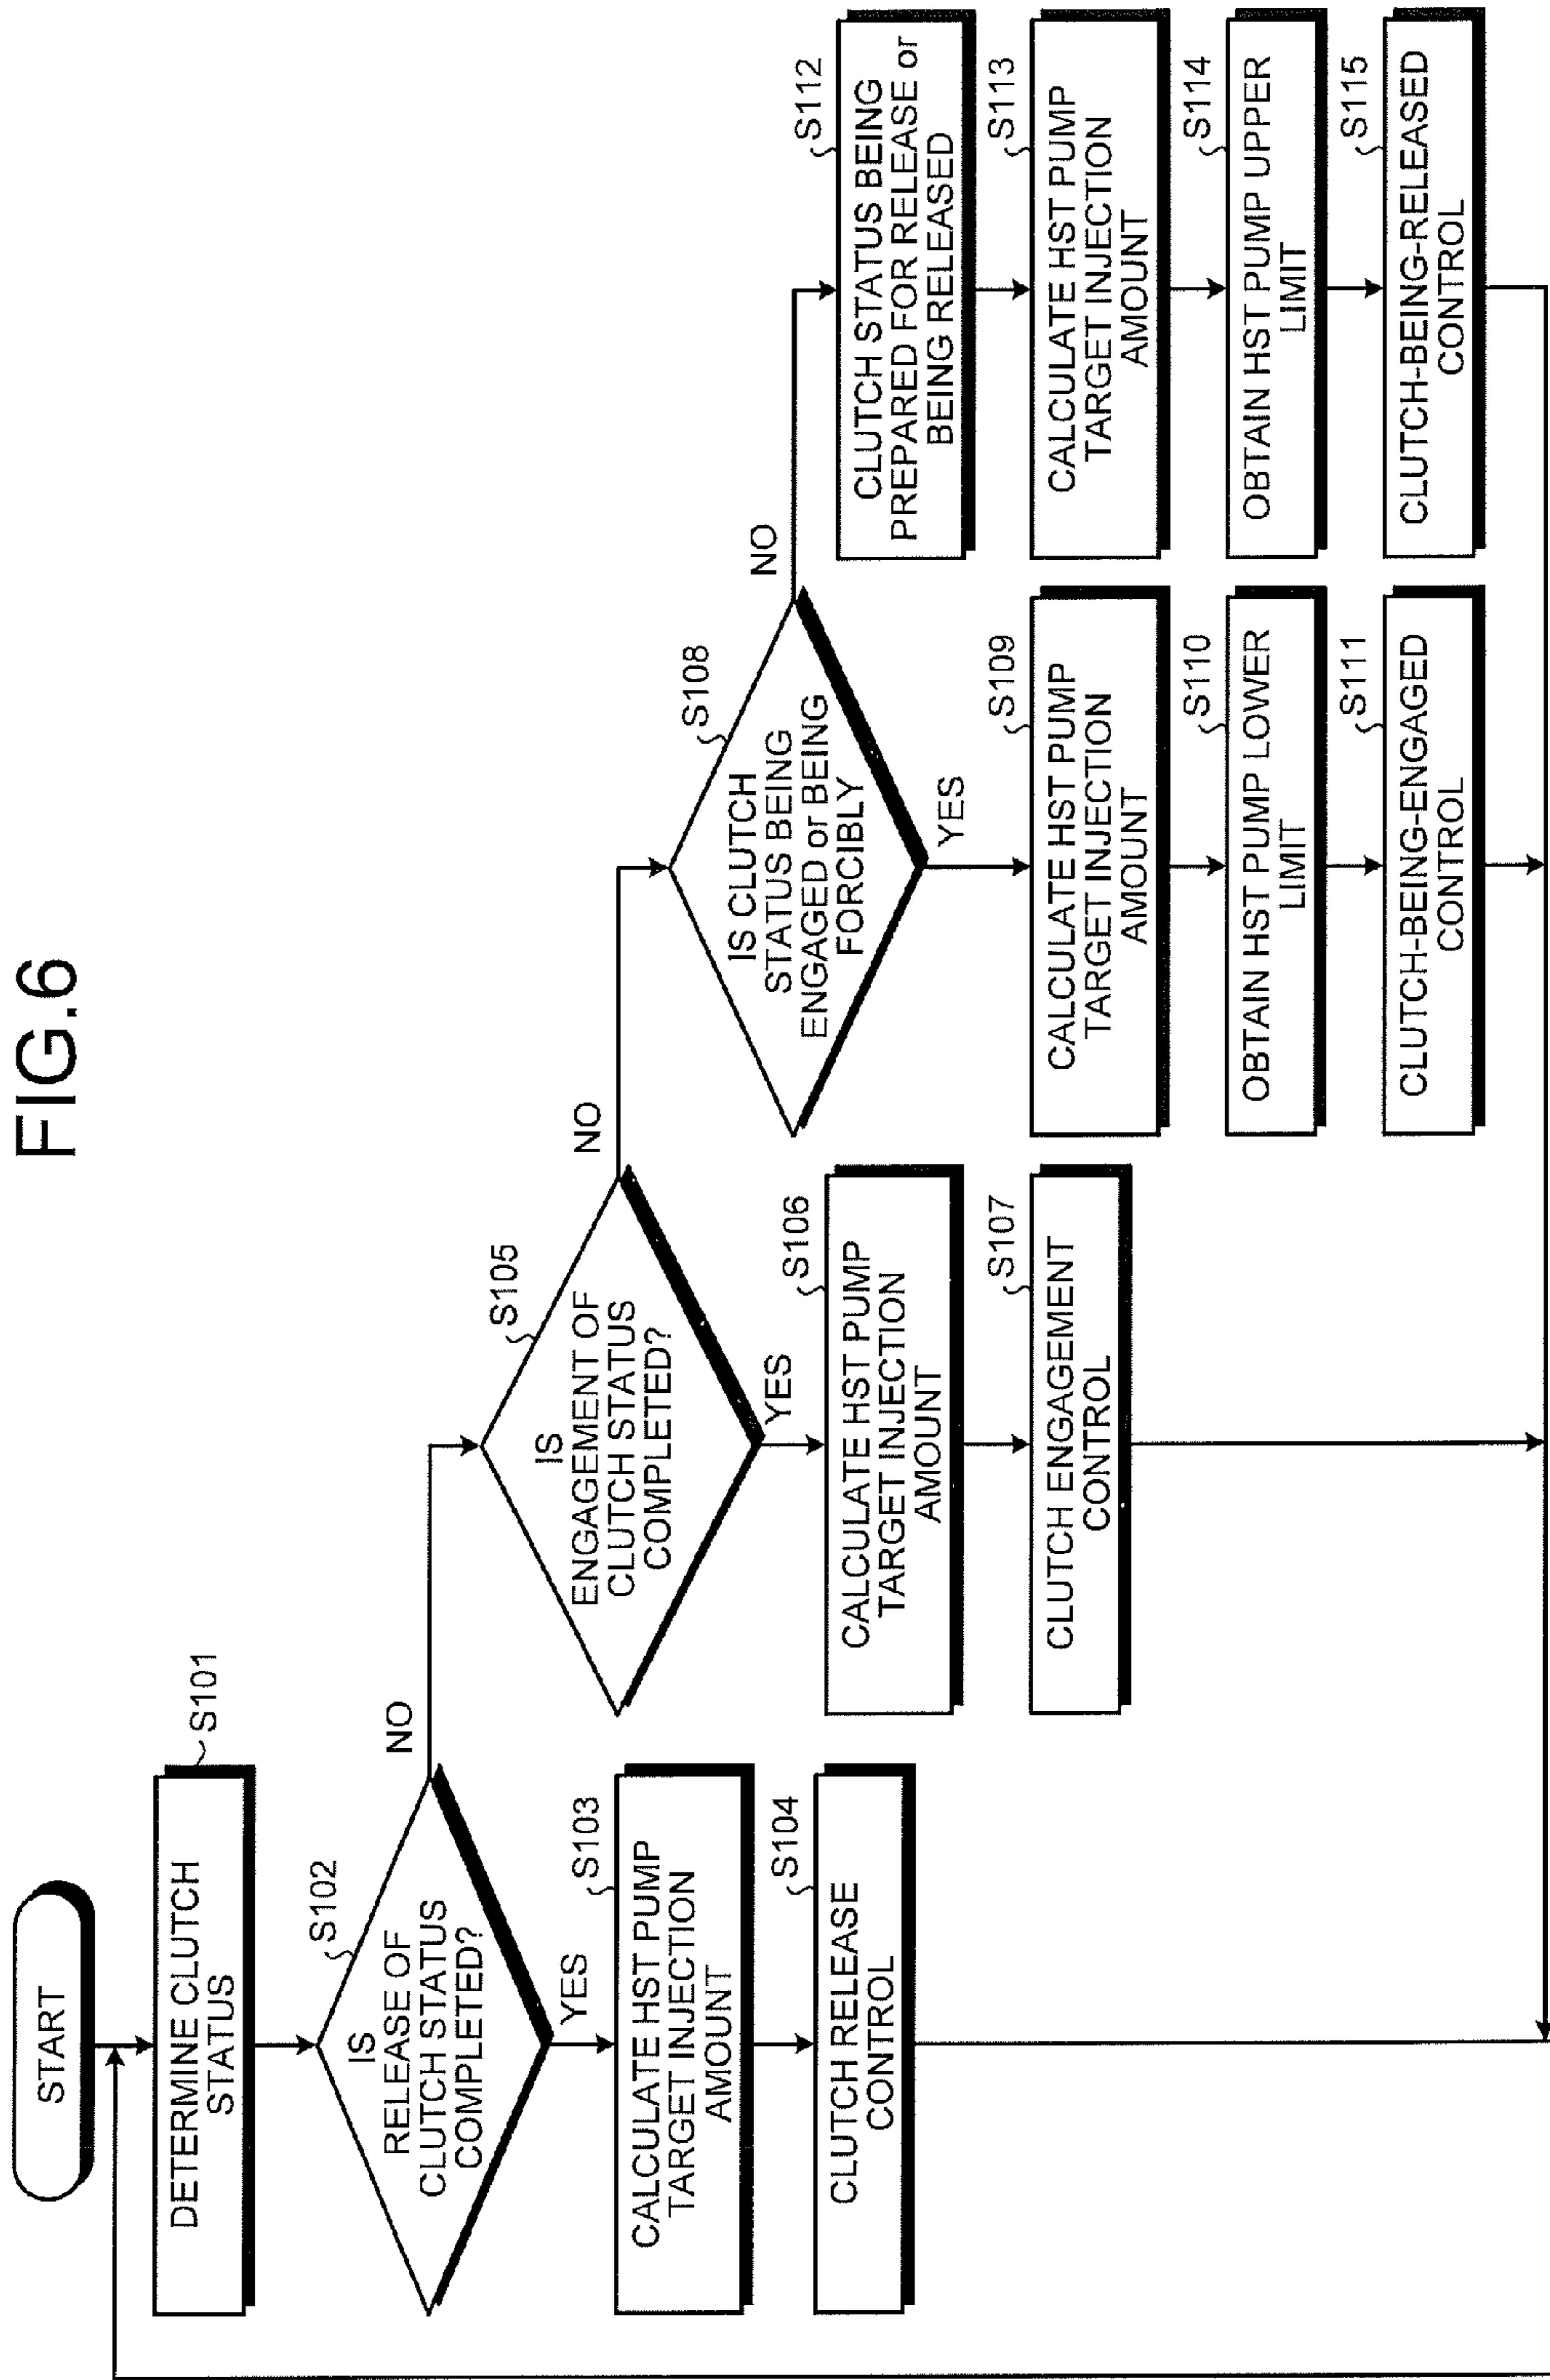 FIG.6
START
DETERMINE CLUTCH
STATUS
S101
IS
RELEASE OF
CLUTCH STATUS
COMPLETED?
S102
NO
YES
CALCULATE HST PUMP
TARGET INJECTION
AMOUNT
S103
CLUTCH RELEASE
CONTROL
S104
IS
ENGAGEMENT OF
CLUTCH STATUS
COMPLETED?
S105
NO
YES
CALCULATE HST PUMP
TARGET INJECTION
AMOUNT
S106
CLUTCH ENGAGEMENT
CONTROL
S107
IS CLUTCH
STATUS BEING
ENGAGED or BEING
FORCIBLY
S108
NO
YES
CALCULATE HST PUMP
TARGET INJECTION
AMOUNT
S109
OBTAIN HST PUMP LOWER
LIMIT
S110
CLUTCH-BEING-ENGAGED
CONTROL
S111
CLUTCH STATUS BEING
PREPARED FOR RELEASE or
BEING RELEASED
S112
CALCULATE HST PUMP
TARGET INJECTION
AMOUNT
S113
OBTAIN HST PUMP UPPER
LIMIT
S114
CLUTCH-BEING-RELEASED
CONTROL
S115